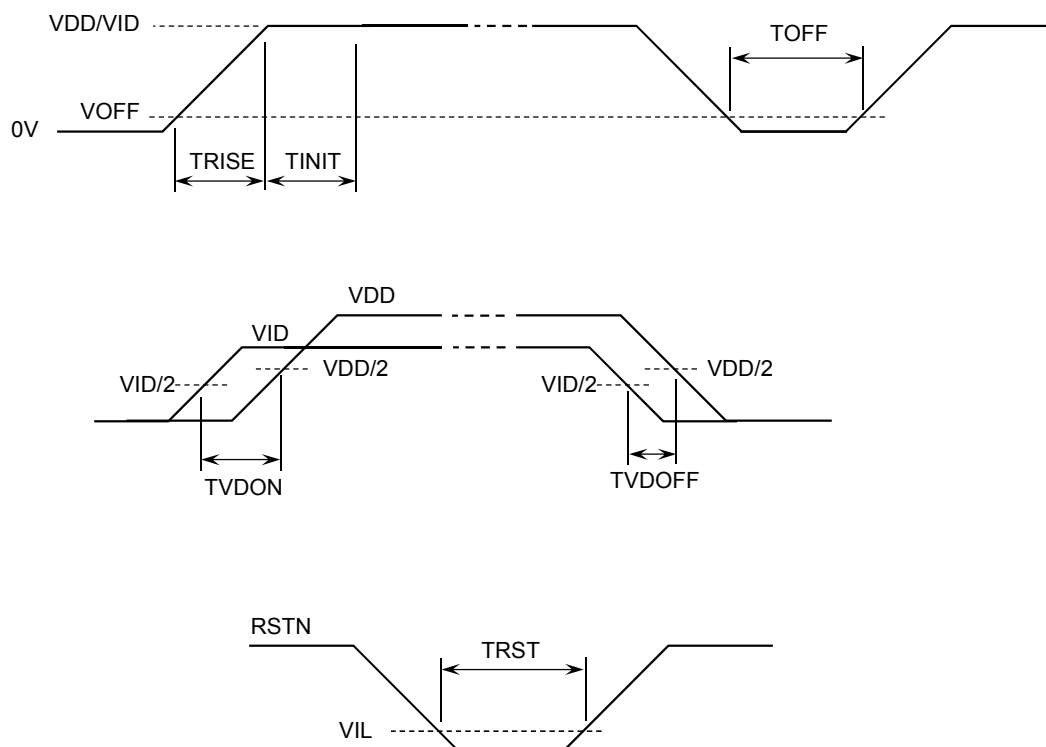 VDD/VID
TOFF
VOFF
0V
TRISE
TINIT
VDD
VID
VID/2
VDD/2
VID/2
VDD/2
TVDON
TVDOFF
RSTN
TRST
VIL